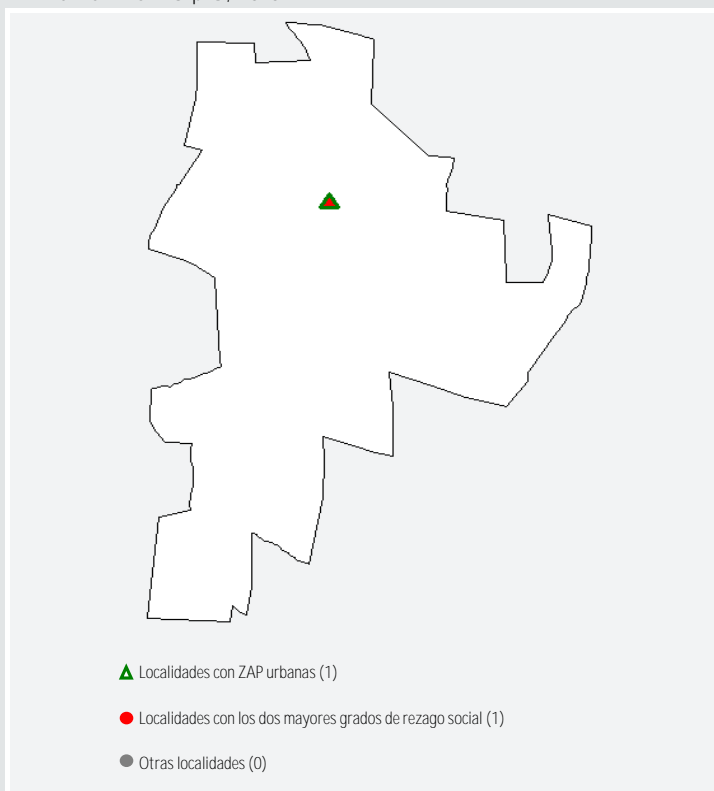 Localidades con ZAP urbanas (1)
Localidades con los dos mayores grados de rezago social (1)
Otras localidades (0)